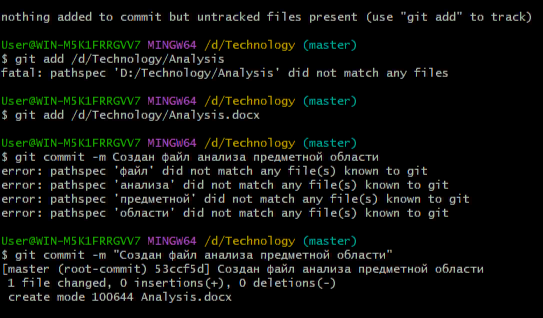 nothing added to commit but untracked files present (use "git add" to track)
User@WIN-M5K1FRRGVV7 MINGW64 /d/Technology (master)
$ git add /d/Technology/Analysis
fatal: pathspec 'D:/Technology/Analysis' did not match any files
User@WIN-M5K1FRRGVV7 MINGW64 /d/Technology (master)
$ git add /d/Technology/Analysis.docx
User@WIN-M5K1FRRGVV7 MINGW64 /d/Technology (master)
$ git commit -m Создан файл анализа предметной области
error: pathspec 'файл' did not match any file(s) known to git
error: pathspec 'анализа' did not match any file(s) known to git
error: pathspec 'предметной' did not match any file(s) known to git
error: pathspec 'области' did not match any file(s) known to git
User@WIN-M5K1FRRGVV7 MINGW64 /d/Technology (master)
$ git commit -m "Создан файл анализа предметной области"
[master (root-commit) 53ccf5d] Создан файл анализа предметной области
1 file changed, 0 insertions(+), 0 deletions(-)
create mode 100644 Analysis.docx